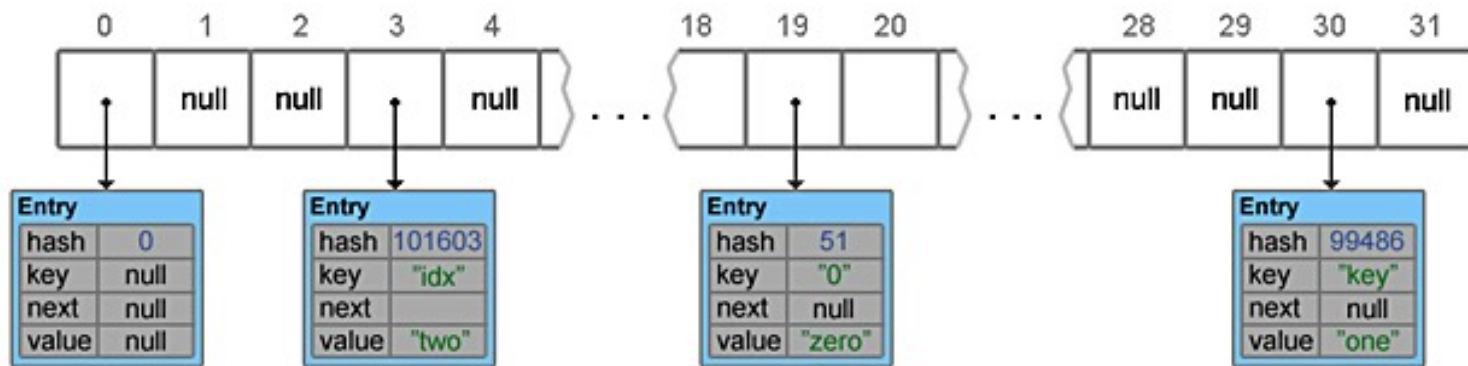 0 1 2 3 4 18 19 20 28 29 30 31
null null null . . . . . . null null null
Entry
hash 0
key null
next null
value null
Entry
hash 101603
key "idx"
next
value "two"
Entry
hash 51
key "0"
next null
value "zero"
Entry
hash 99486
key "key"
next null
value "one"